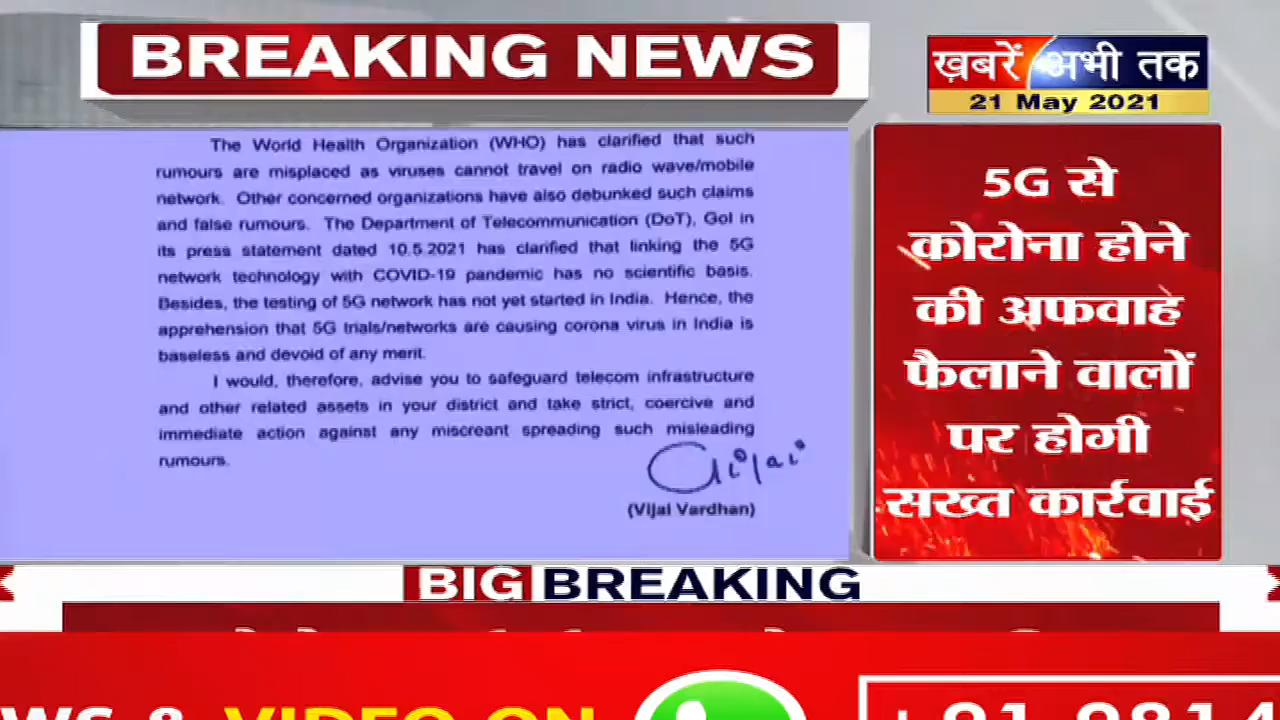 BREAKING NEWS
ख़बरें अभी तक
21 May 2021
The World Health Organization (WHO) has clarified that such
rumours are misplaced as viruses cannot travel on radio wave/mobile
network. Other concerned organizations have also debunked such claims
and false rumours. The Department of Telecommunication (DoT), GoI in
its press statement dated 10.5.2021 has clarified that linking the 5G
network technology with COVID-19 pandemic has no scientific basis.
Besides, the testing of 5G network has not yet started in India. Hence, the
apprehension that 5G trials/networks are causing corona virus in India is
baseless and devoid of any merit.
I would, therefore, advise you to safeguard telecom infrastructure
and other related assets in your district and take strict, coercive and
immediate action against any miscreant spreading such misleading
rumours.
(Vijai Vardhan)
5G से
कोरोना होने
की अफवाह
फैलाने वालों
पर होगी
सख्त कार्रवाई
BIG BREAKING
& VIDEO ON
+91 9814